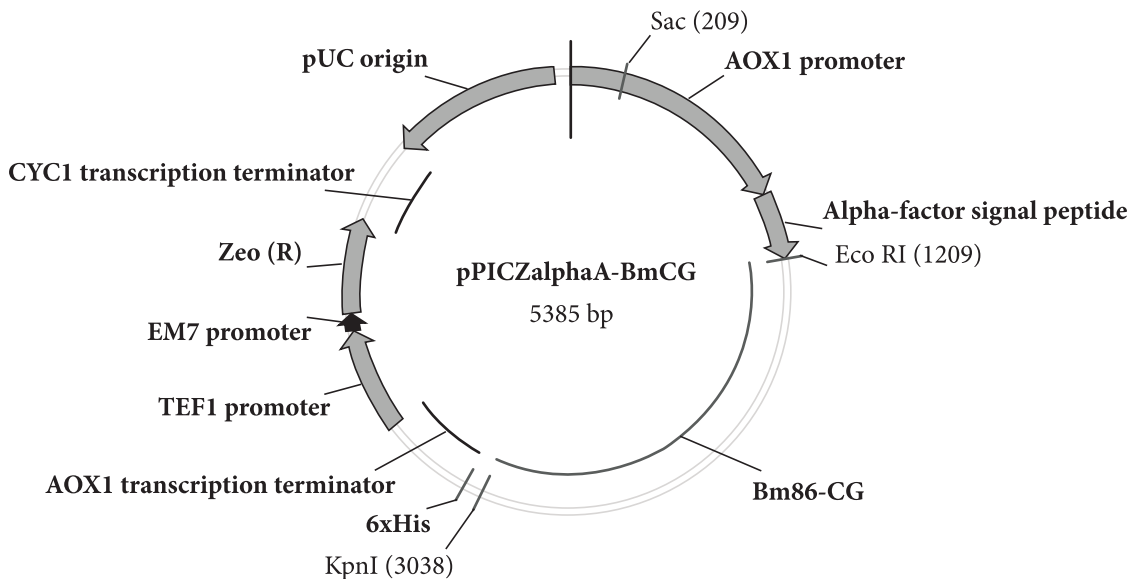 Sac (209)
pUC origin
AOX1 promoter
CYC1 transcription terminator
Alpha-factor signal peptide
Zeo (R)
Eco RI (1209)
pPICZalphaA-BmCG
5385 bp
EM7 promoter
TEF1 promoter
AOX1 transcription terminator
Bm86-CG
6xHis
KpnI (3038)